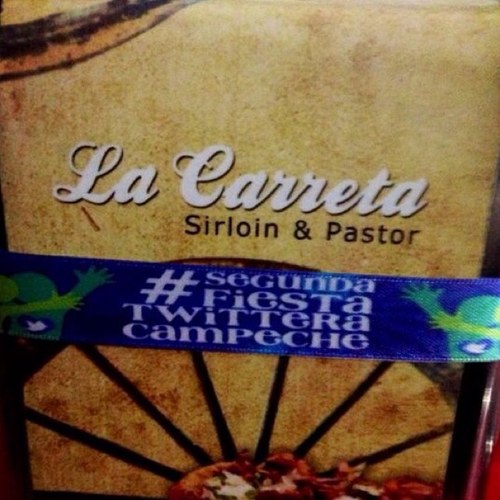 La Carreta
Sirloin & Pastor
# SEGUNDA
FiESTA
TWiTTERA
CAMPECHE